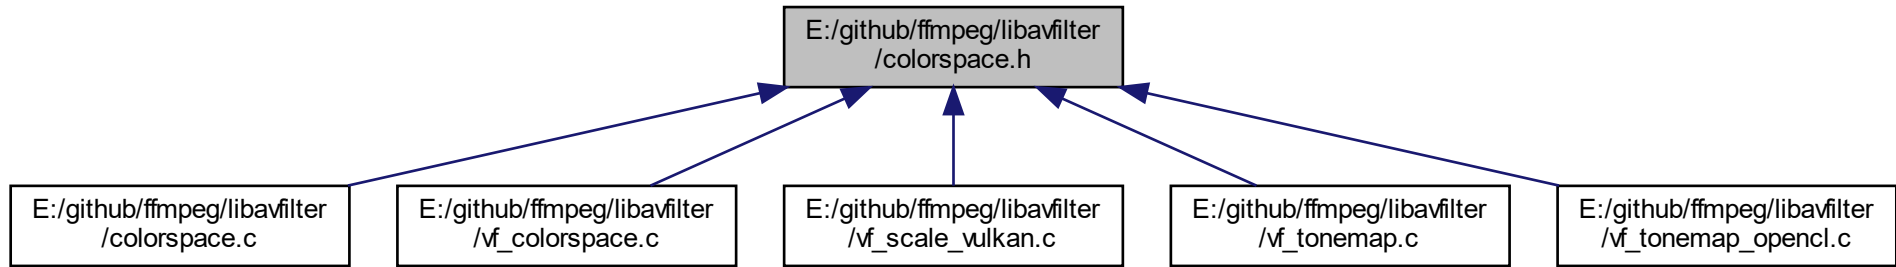 E:/github/ffmpeg/libavfilter
/colorspace.h
E:/github/ffmpeg/libavfilter
/colorspace.c
E:/github/ffmpeg/libavfilter
/vf_colorspace.c
E:/github/ffmpeg/libavfilter
/vf_scale_vulkan.c
E:/github/ffmpeg/libavfilter
/vf_tonemap.c
E:/github/ffmpeg/libavfilter
/vf_tonemap_opencl.c